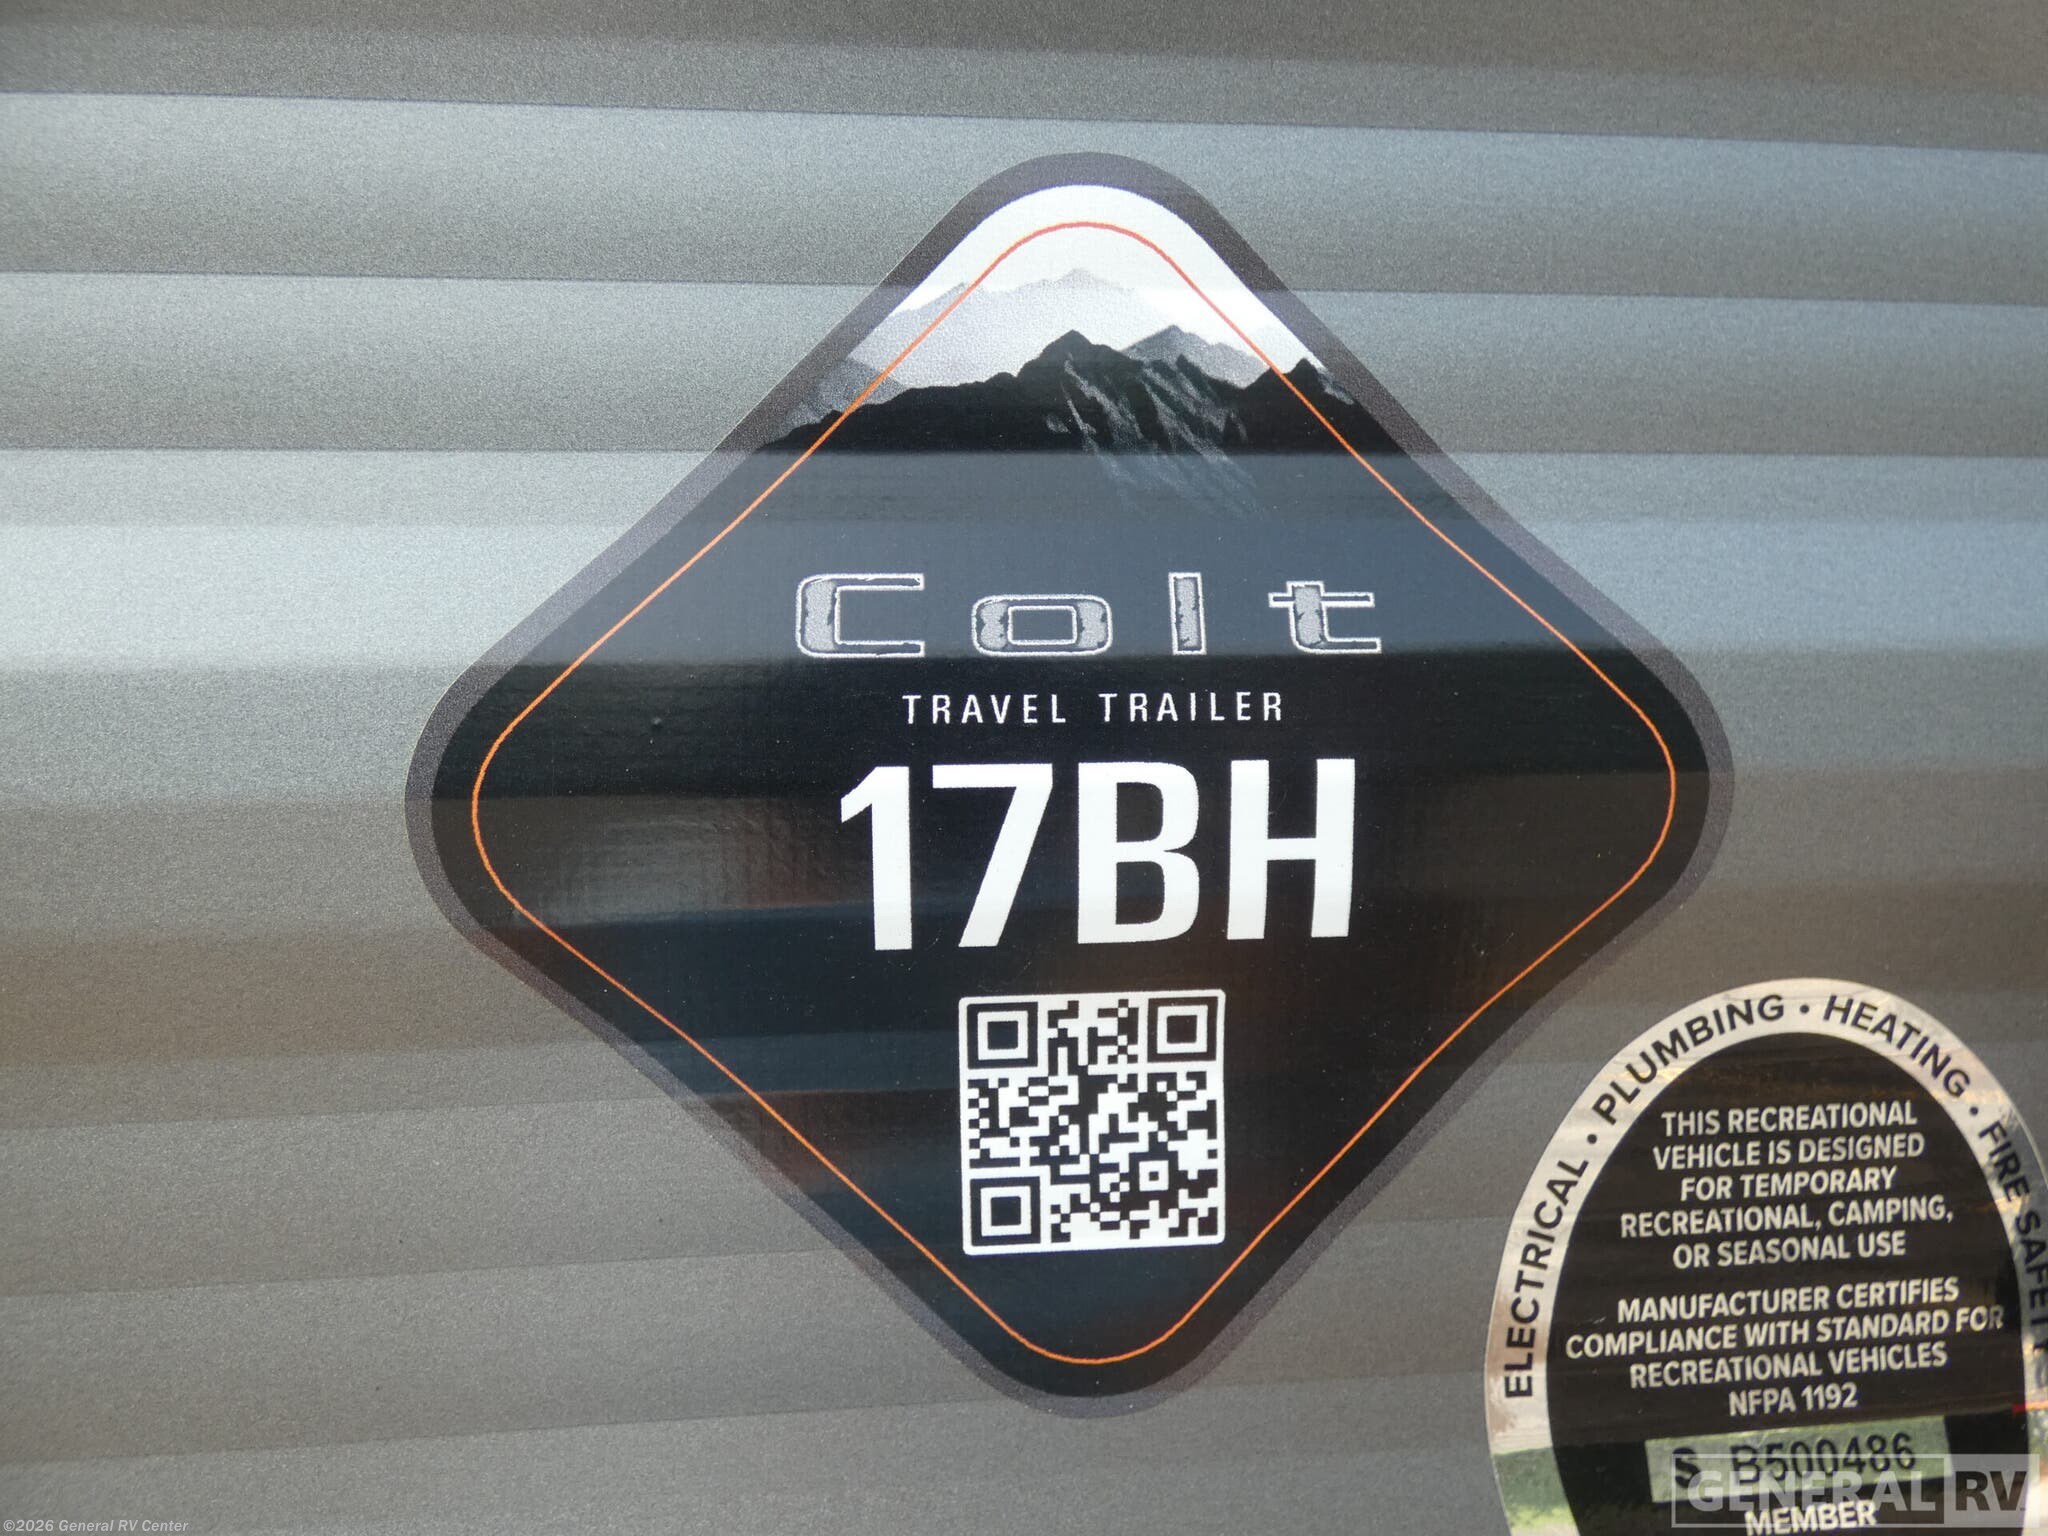 Colt
TRAVEL TRAILER
17BH
ELECTRICAL • PLUMBING • HEATING • FIRE SAFETY
THIS RECREATIONAL
VEHICLE IS DESIGNED
FOR TEMPORARY
RECREATIONAL, CAMPING,
OR SEASONAL USE
MANUFACTURER CERTIFIES
COMPLIANCE WITH STANDARD FOR
RECREATIONAL VEHICLES
NFPA 1192
S B500486
MEMBER
GENERAL RV
©2026 General RV Center